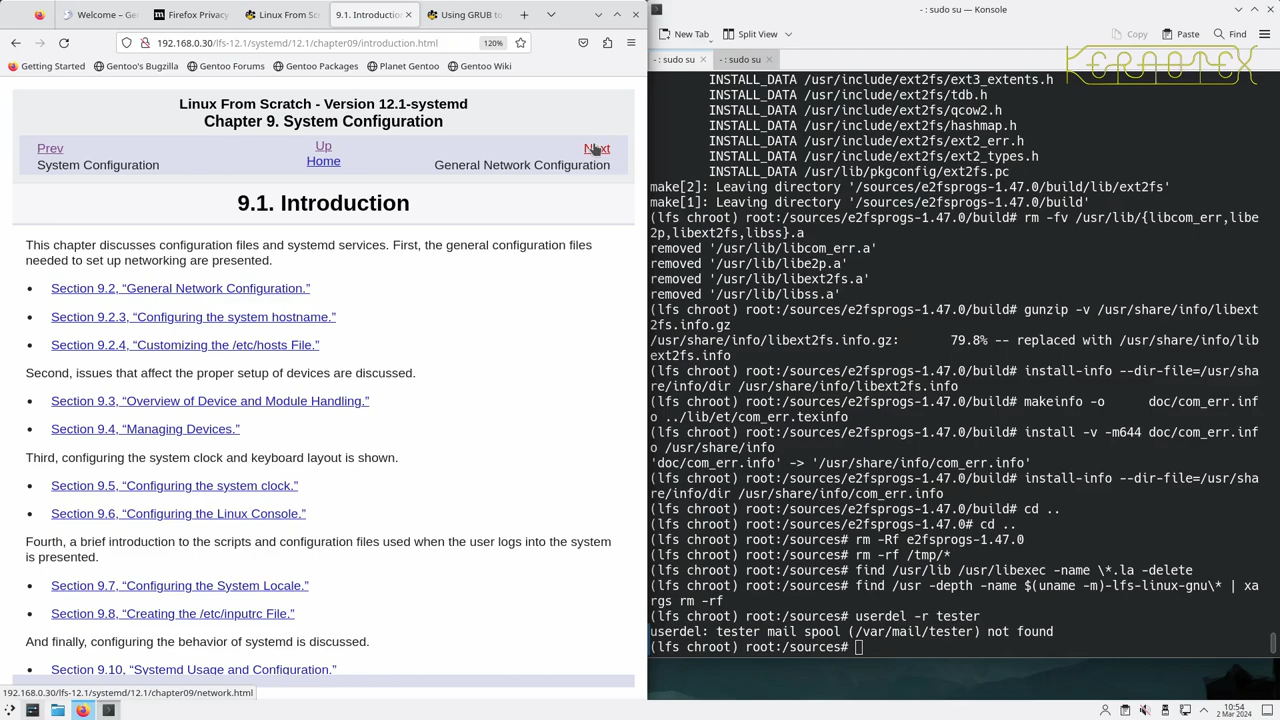 Welcome – Ge
Firefox Privacy
Linux From Scr
9.1. Introduction
Using GRUB to
192.168.0.30/lfs-12.1/systemd/12.1/chapter09/introduction.html
120%
Getting Started
Gentoo's Bugzilla
Gentoo Forums
Gentoo Packages
Planet Gentoo
Gentoo Wiki
Linux From Scratch - Version 12.1-systemd
Chapter 9. System Configuration
Prev
Up
Next
System Configuration
Home
General Network Configuration
9.1. Introduction
This chapter discusses configuration files and systemd services. First, the general configuration files
needed to set up networking are presented.
• Section 9.2, “General Network Configuration.”
• Section 9.2.3, “Configuring the system hostname.”
• Section 9.2.4, “Customizing the /etc/hosts File.”
Second, issues that affect the proper setup of devices are discussed.
• Section 9.3, “Overview of Device and Module Handling.”
• Section 9.4, “Managing Devices.”
Third, configuring the system clock and keyboard layout is shown.
• Section 9.5, “Configuring the system clock.”
• Section 9.6, “Configuring the Linux Console.”
Fourth, a brief introduction to the scripts and configuration files used when the user logs into the system
is presented.
• Section 9.7, “Configuring the System Locale.”
• Section 9.8, “Creating the /etc/inputrc File.”
And finally, configuring the behavior of systemd is discussed.
• Section 9.10, “Systemd Usage and Configuration.”
192.168.0.30/lfs-12.1/systemd/12.1/chapter09/network.html
- : sudo su — Konsole
New Tab
Split View
Copy
Paste
Find
- : sudo su
- : sudo su
KERNOTEX
INSTALL_DATA /usr/include/ext2fs/ext3_extents.h
INSTALL_DATA /usr/include/ext2fs/tdb.h
INSTALL_DATA /usr/include/ext2fs/qcow2.h
INSTALL_DATA /usr/include/ext2fs/hashmap.h
INSTALL_DATA /usr/include/ext2fs/ext2_err.h
INSTALL_DATA /usr/include/ext2fs/ext2_types.h
INSTALL_DATA /usr/lib/pkgconfig/ext2fs.pc
make[2]: Leaving directory '/sources/e2fsprogs-1.47.0/build/lib/ext2fs'
make[1]: Leaving directory '/sources/e2fsprogs-1.47.0/build'
(lfs chroot) root:/sources/e2fsprogs-1.47.0/build# rm -fv /usr/lib/{libcom_err,libe
2p,libext2fs,libss}.a
removed '/usr/lib/libcom_err.a'
removed '/usr/lib/libe2p.a'
removed '/usr/lib/libext2fs.a'
removed '/usr/lib/libss.a'
(lfs chroot) root:/sources/e2fsprogs-1.47.0/build# gunzip -v /usr/share/info/libext
2fs.info.gz
/usr/share/info/libext2fs.info.gz:       79.8% -- replaced with /usr/share/info/lib
ext2fs.info
(lfs chroot) root:/sources/e2fsprogs-1.47.0/build# install-info --dir-file=/usr/sha
re/info/dir /usr/share/info/libext2fs.info
(lfs chroot) root:/sources/e2fsprogs-1.47.0/build# makeinfo -o      doc/com_err.inf
o ../lib/et/com_err.texinfo
(lfs chroot) root:/sources/e2fsprogs-1.47.0/build# install -v -m644 doc/com_err.inf
o /usr/share/info
'doc/com_err.info' -> '/usr/share/info/com_err.info'
(lfs chroot) root:/sources/e2fsprogs-1.47.0/build# install-info --dir-file=/usr/sha
re/info/dir /usr/share/info/com_err.info
(lfs chroot) root:/sources/e2fsprogs-1.47.0/build# cd ..
(lfs chroot) root:/sources/e2fsprogs-1.47.0# cd ..
(lfs chroot) root:/sources# rm -Rf e2fsprogs-1.47.0
(lfs chroot) root:/sources# rm -rf /tmp/*
(lfs chroot) root:/sources# find /usr/lib /usr/libexec -name \*.la -delete
(lfs chroot) root:/sources# find /usr -depth -name $(uname -m)-lfs-linux-gnu\* | xa
rgs rm -rf
(lfs chroot) root:/sources# userdel -r tester
userdel: tester mail spool (/var/mail/tester) not found
(lfs chroot) root:/sources#
10:54
2 Mar 2024